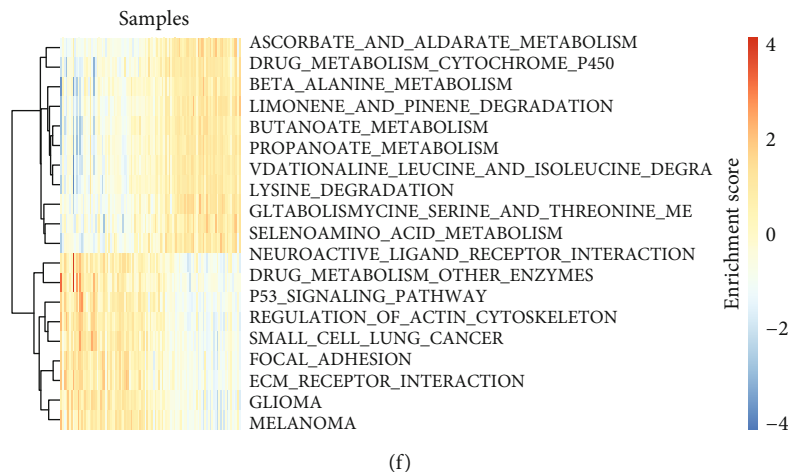 Samples
ASCORBATE_AND_ALDARATE_METABOLISM
DRUG_METABOLISM_CYTOCHROME_P450
BETA_ALANINE_METABOLISM
LIMONENE_AND_PINENE_DEGRADATION
BUTANOATE_METABOLISM
PROPANOATE_METABOLISM
VDATIONALINE_LEUCINE_AND_ISOLEUCINE_DEGRA
LYSINE_DEGRADATION
GLTABOLISMYCINE_SERINE_AND_THREONINE_ME
SELENOAMINO_ACID_METABOLISM
NEUROACTIVE_LIGAND_RECEPTOR_INTERACTION
DRUG_METABOLISM_OTHER_ENZYMES
P53_SIGNALING_PATHWAY
REGULATION_OF_ACTIN_CYTOSKELETON
SMALL_CELL_LUNG_CANCER
FOCAL_ADHESION
ECM_RECEPTOR_INTERACTION
GLIOMA
MELANOMA
Enrichment score
4
2
0
−2
−4
(f)